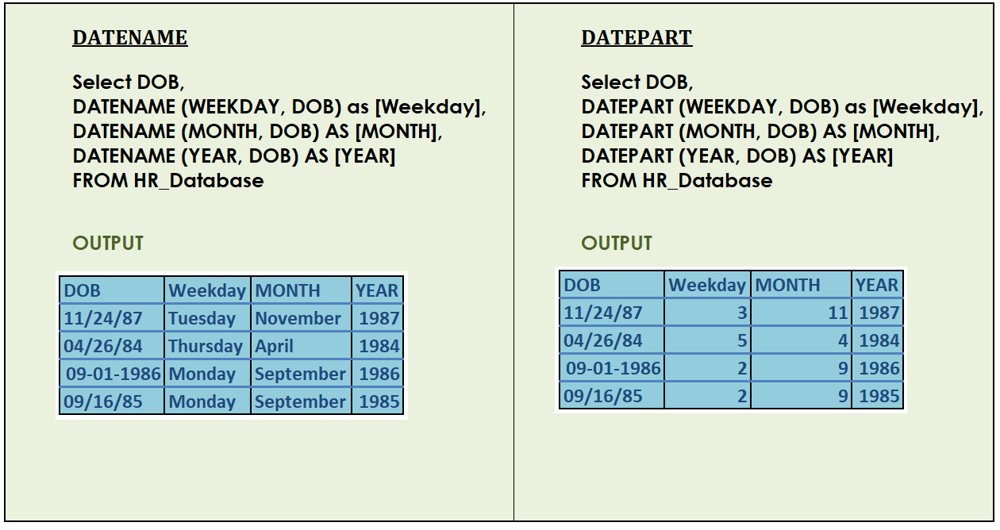 DATENAME
Select DOB,
DATENAME (WEEKDAY, DOB) as [Weekday],
DATENAME (MONTH, DOB) AS [MONTH],
DATENAME (YEAR, DOB) AS [YEAR]
FROM HR_Database
OUTPUT
DOB Weekday MONTH YEAR
11/24/87 Tuesday November 1987
04/26/84 Thursday April 1984
09-01-1986 Monday September 1986
09/16/85 Monday September 1985
DATEPART
Select DOB,
DATEPART (WEEKDAY, DOB) as [Weekday],
DATEPART (MONTH, DOB) AS [MONTH],
DATEPART (YEAR, DOB) AS [YEAR]
FROM HR_Database
OUTPUT
DOB Weekday MONTH YEAR
11/24/87 3 11 1987
04/26/84 5 4 1984
09-01-1986 2 9 1986
09/16/85 2 9 1985